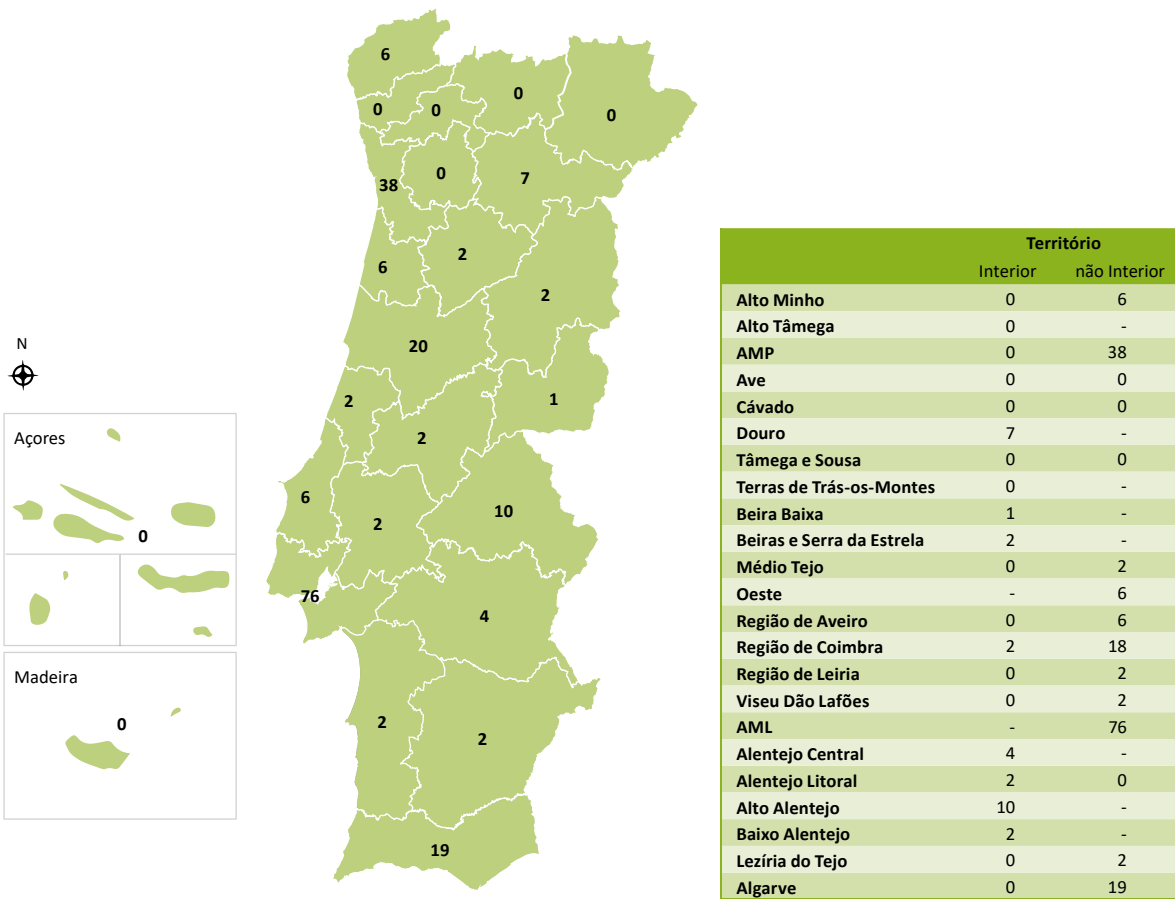 6
0
0
0
0
38
0
7
6
2
2
20
2
2
1
6
2
10
76
4
2
2
19
N
Açores
0
Madeira
0
Território
Interior não Interior
Alto Minho 0 6
Alto Tâmega 0 -
AMP 0 38
Ave 0 0
Cávado 0 0
Douro 7 -
Tâmega e Sousa 0 0
Terras de Trás-os-Montes 0 -
Beira Baixa 1 -
Beiras e Serra da Estrela 2 -
Médio Tejo 0 2
Oeste - 6
Região de Aveiro 0 6
Região de Coimbra 2 18
Região de Leiria 0 2
Viseu Dão Lafões 0 2
AML - 76
Alentejo Central 4 -
Alentejo Litoral 2 0
Alto Alentejo 10 -
Baixo Alentejo 2 -
Lezíria do Tejo 0 2
Algarve 0 19